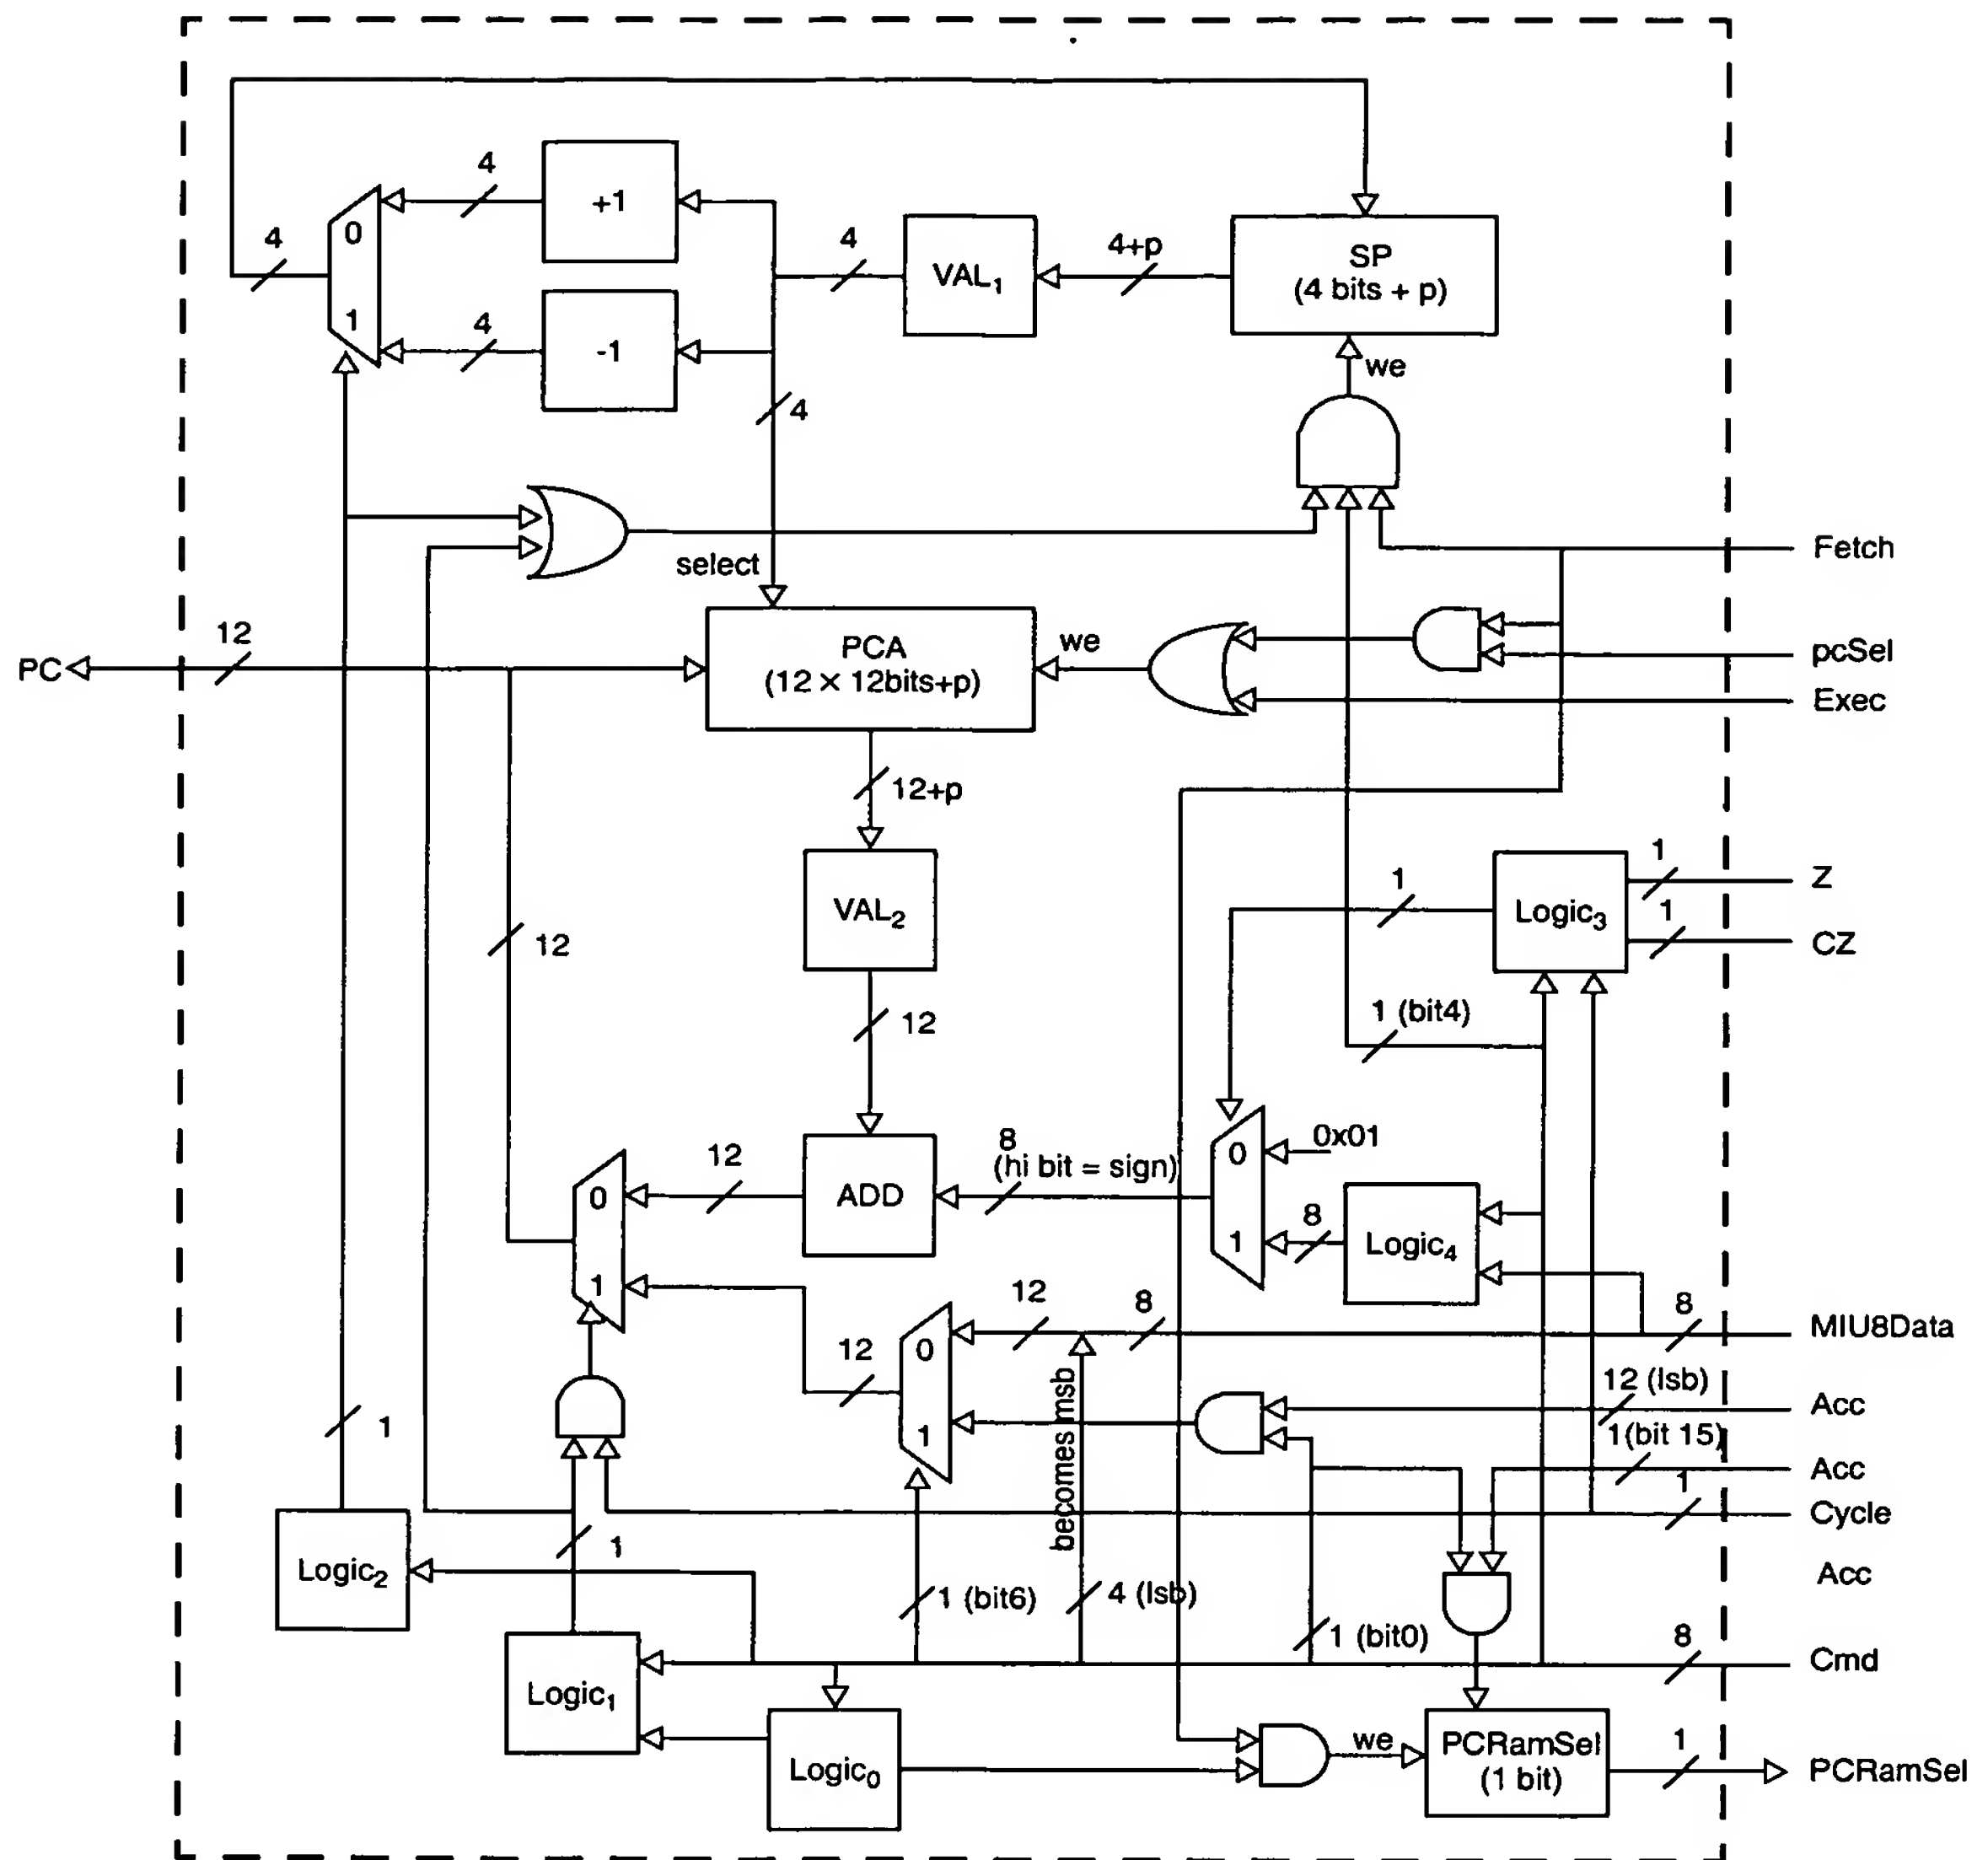 4
+1
0
4
4
VAL₁
4+p
SP
(4 bits + p)
1
4
-1
we
4
select
Fetch
12
PCA
(12 × 12bits+p)
we
pcSel
PC
Exec
12+p
1
Z
1
Logic₃
VAL₂
1
CZ
12
12
1 (bit4)
0x01
8
(hi bit = sign)
0
12
0
ADD
8
1
Logic₄
1
12
8
8
MIU8Data
12
0
12 (lsb)
Acc
1
becomes msb
1(bit 15)
1
Acc
1
Cycle
1
Logic₂
Acc
1 (bit6)
4 (lsb)
1 (bit0)
8
Cmd
Logic₁
we
PCRamSel
(1 bit)
1
PCRamSel
Logic₀